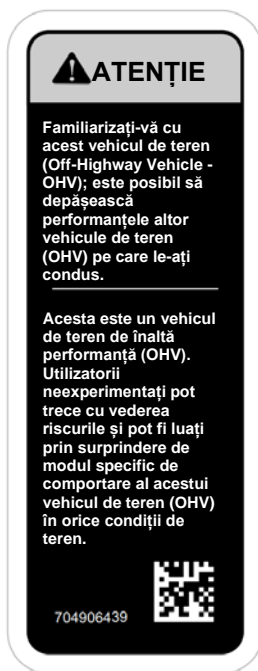 ATENȚIE
Familiarizați-vă cu
acest vehicul de teren
(Off-Highway Vehicle -
OHV); este posibil să
depășească
performanțele altor
vehicule de teren
(OHV) pe care le-ați
condus.
Acesta este un vehicul
de teren de înaltă
performanță (OHV).
Utilizatorii
neexperimentați pot
trece cu vederea
riscurile și pot fi luați
prin surprindere de
modul specific de
comportare al acestui
vehicul de teren (OHV)
în orice condiții de
teren.
704906439